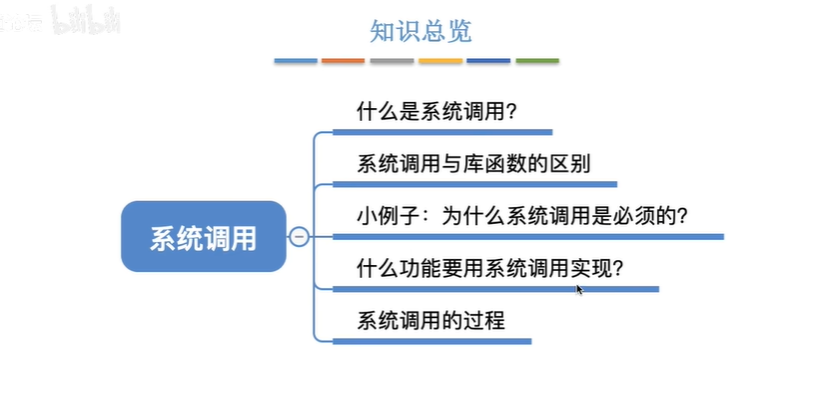 bilibili
知识总览
什么是系统调用？
系统调用与库函数的区别
小例子：为什么系统调用是必须的？
系统调用
什么功能要用系统调用实现？
系统调用的过程